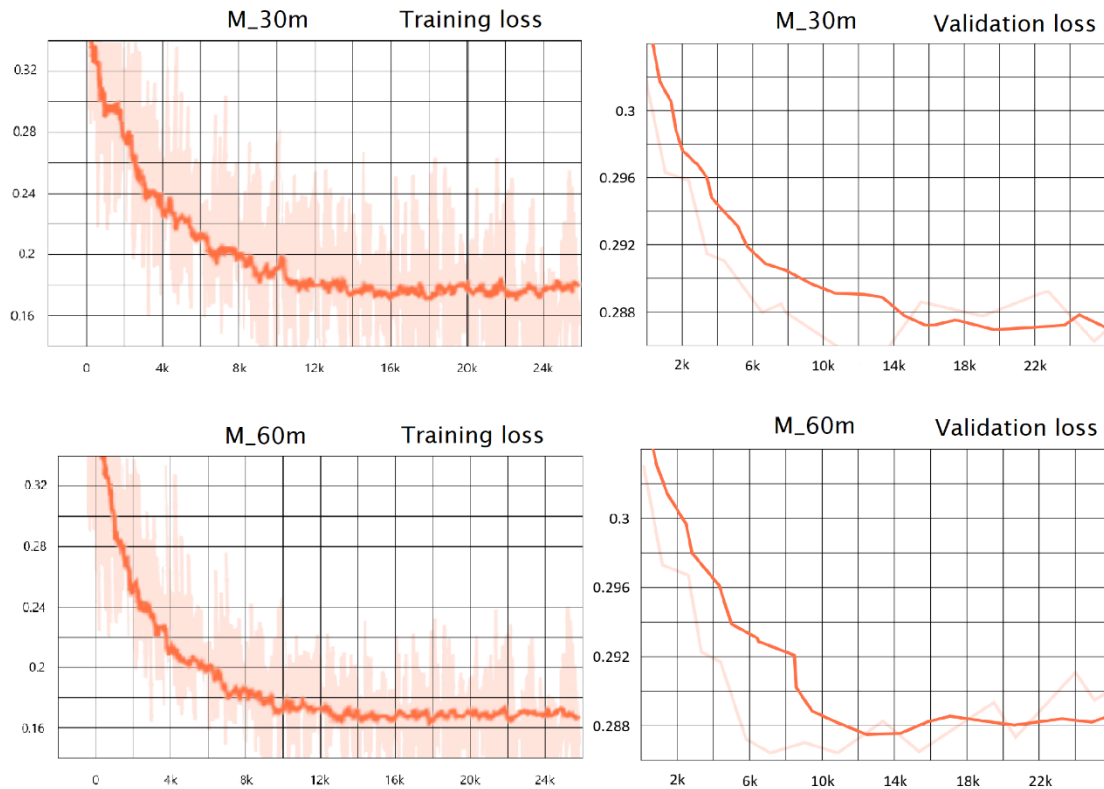 M_30m Training loss
0.32
0.28
0.24
0.2
0.16
0 4k 8k 12k 16k 20k 24k
M_30m Validation loss
0.3
0.296
0.292
0.288
2k 6k 10k 14k 18k 22k
M_60m Training loss
0.32
0.28
0.24
0.2
0.16
0 4k 8k 12k 16k 20k 24k
M_60m Validation loss
0.3
0.296
0.292
0.288
2k 6k 10k 14k 18k 22k